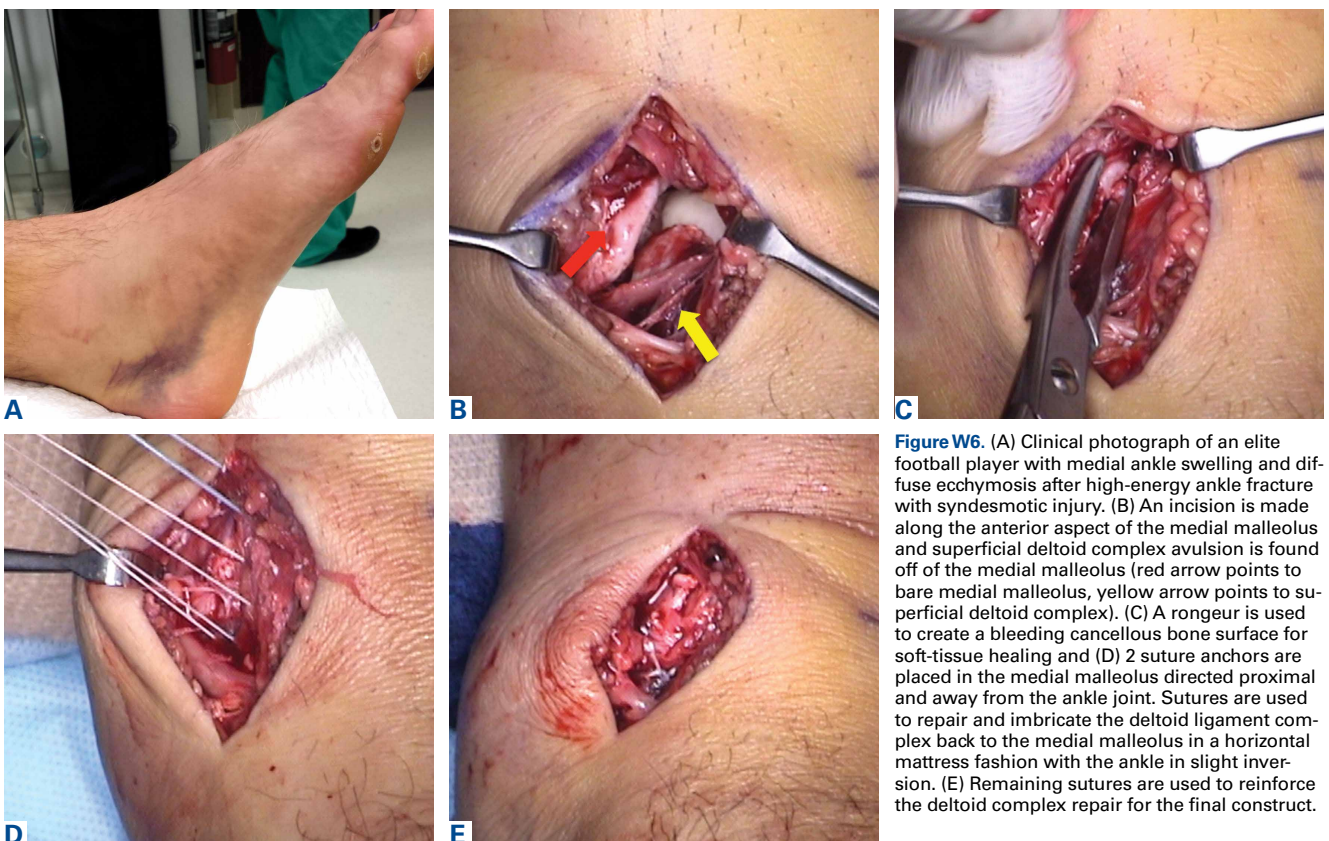 A
B
C
D
E
Figure W6. (A) Clinical photograph of an elite
football player with medial ankle swelling and dif-
fuse ecchymosis after high-energy ankle fracture
with syndesmotic injury. (B) An incision is made
along the anterior aspect of the medial malleolus
and superficial deltoid complex avulsion is found
off of the medial malleolus (red arrow points to
bare medial malleolus, yellow arrow points to su-
perficial deltoid complex). (C) A rongeur is used
to create a bleeding cancellous bone surface for
soft-tissue healing and (D) 2 suture anchors are
placed in the medial malleolus directed proximal
and away from the ankle joint. Sutures are used
to repair and imbricate the deltoid ligament com-
plex back to the medial malleolus in a horizontal
mattress fashion with the ankle in slight inver-
sion. (E) Remaining sutures are used to reinforce
the deltoid complex repair for the final construct.